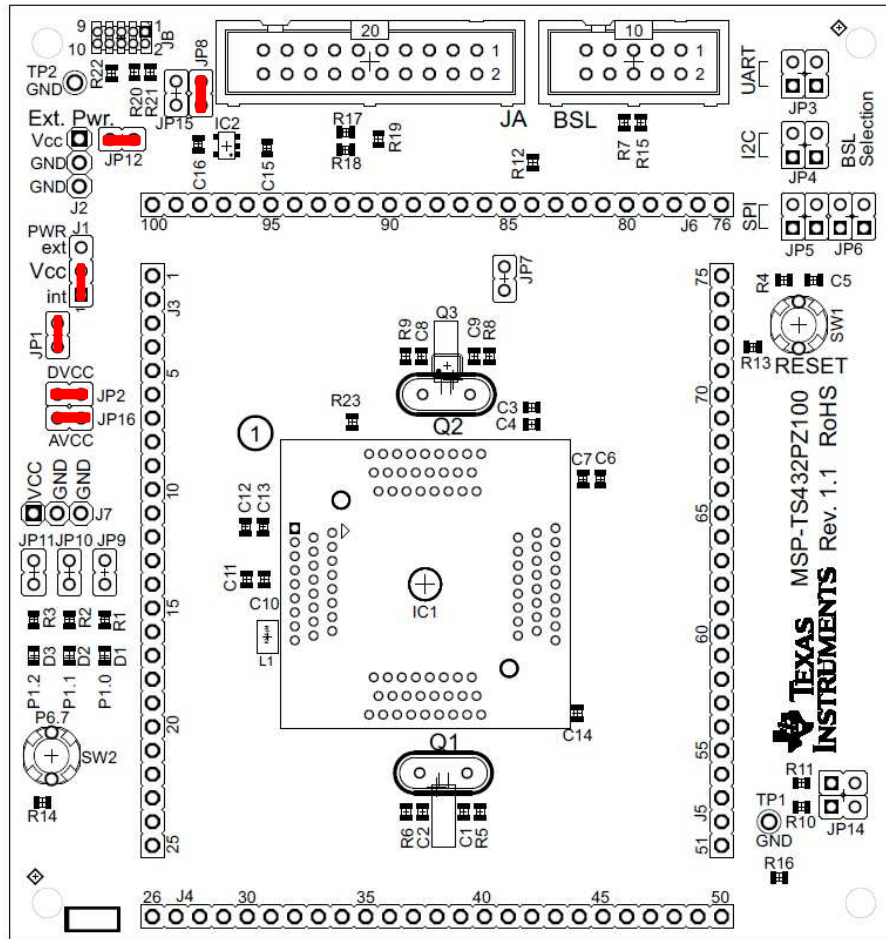 9 1
10 2
JB
JP8
20
1
2
10
1
2
UART
JP3
TP2
GND
R22
R20
R21
JP15
IC2
R17
R18
R19
JA
BSL
R7
R15
R12
I2C
JP4
BSL
Selection
Ext. Pwr.
Vcc
GND
GND
J2
JP12
C16
C15
100 95 90 85 80 J6 76
SPI
JP5 JP6
PWR J1
ext
Vcc
int
1
JP1
1
J3
5
10
15
20
25
JP7
75
70
65
60
55
J5
51
R4
C5
SW1
R13
RESET
Q3
R9
C8
C9
R8
Q2
C3
C4
R23
1
DVCC
JP2
JP16
AVCC
VCC
GND
GND
J7
JP11 JP10 JP9
C12
C13
C7
C6
C11
C10
IC1
L1
R3
R2
R1
D3
D2
D1
P1.2
P1.1
P1.0
P6.7
SW2
R14
C14
Q1
R6
C2
C1
R5
MSP-TS432PZ100
Rev. 1.1 RoHS
TEXAS
INSTRUMENTS
R11
R10
JP14
TP1
GND
R16
26 J4 30 35 40 45 50